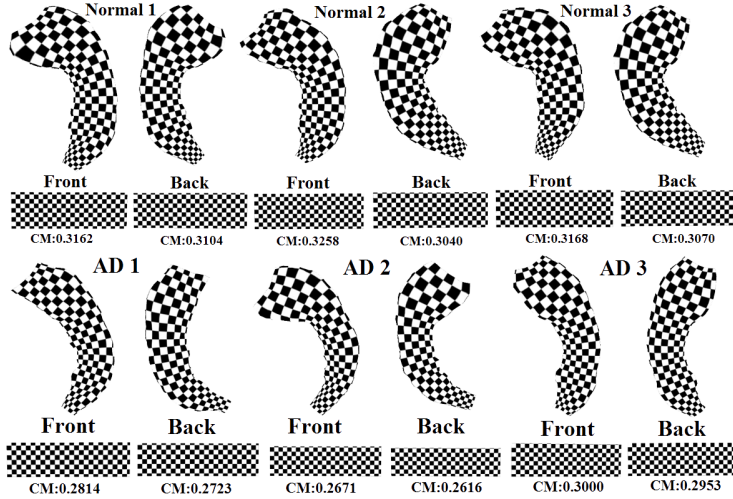 Normal 1 Normal 2 Normal 3
Front Back Front Back Front Back
CM:0.3162 CM:0.3104 CM:0.3258 CM:0.3040 CM:0.3168 CM:0.3070
AD 1 AD 2 AD 3
Front Back Front Back Front Back
CM:0.2814 CM:0.2723 CM:0.2671 CM:0.2616 CM:0.3000 CM:0.2953